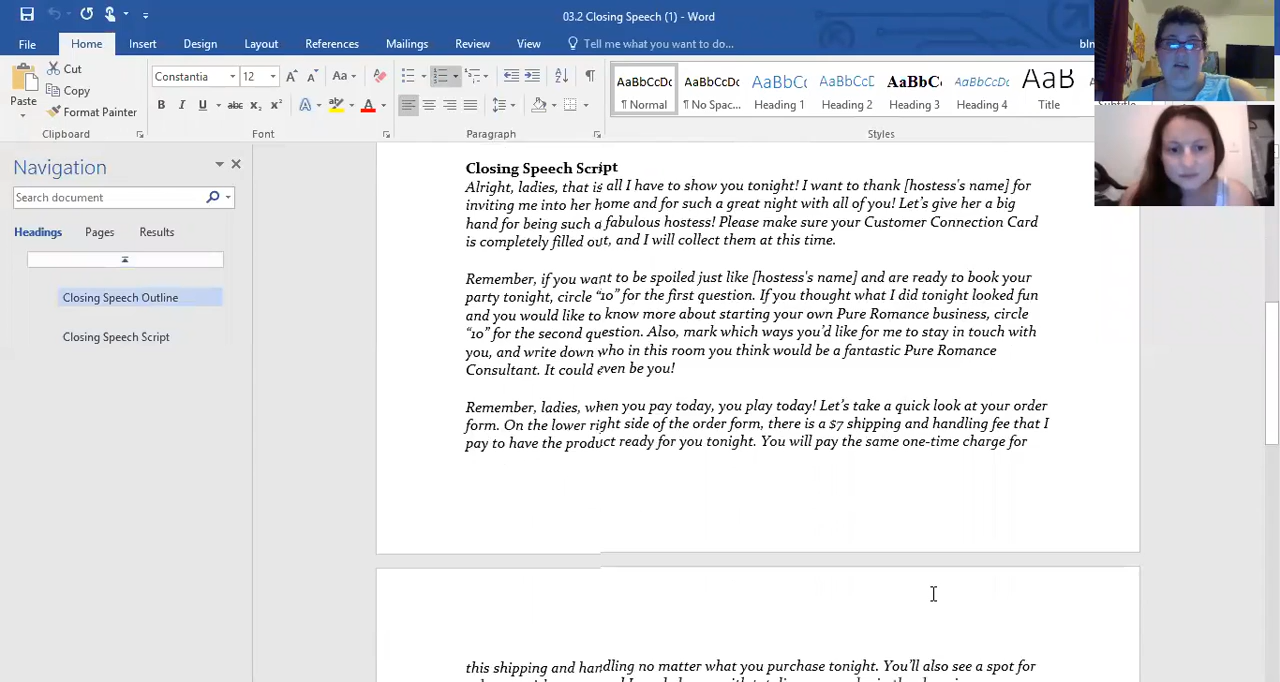 03.2 Closing Speech (1) - Word
File Home Insert Design Layout References Mailings Review View Tell me what you want to do...
Paste Cut Copy Format Painter
Constantia 12
AaBbCcDc AaBbCcDc AaBbC AaBbCcD AaBbC AaBbCcDc AaB
¶ Normal ¶ No Spac... Heading 1 Heading 2 Heading 3 Heading 4 Title
Clipboard Font Paragraph Styles
Navigation
Search document
Headings Pages Results
Closing Speech Outline
Closing Speech Script
Closing Speech Script
Alright, ladies, that is all I have to show you tonight! I want to thank [hostess's name] for
inviting me into her home and for such a great night with all of you! Let's give her a big
hand for being such a fabulous hostess! Please make sure your Customer Connection Card
is completely filled out, and I will collect them at this time.
Remember, if you want to be spoiled just like [hostess's name] and are ready to book your
party tonight, circle “10” for the first question. If you thought what I did tonight looked fun
and you would like to know more about starting your own Pure Romance business, circle
“10” for the second question. Also, mark which ways you’d like for me to stay in touch with
you, and write down who in this room you think would be a fantastic Pure Romance
Consultant. It could even be you!
Remember, ladies, when you pay today, you play today! Let’s take a quick look at your order
form. On the lower right side of the order form, there is a $7 shipping and handling fee that I
pay to have the product ready for you tonight. You will pay the same one-time charge for
this shipping and handling no matter what you purchase tonight. You’ll also see a spot for